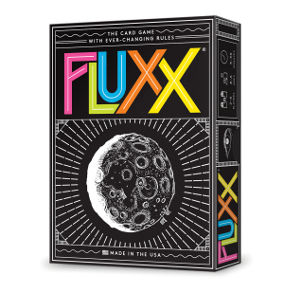 THE CARD GAME
WITH EVER-CHANGING RULES
FLUXX
MADE IN THE USA
FLUXX